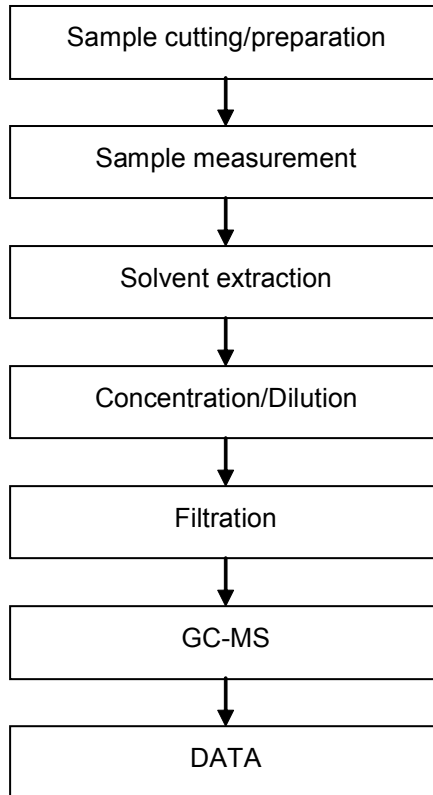 Sample cutting/preparation
Sample measurement
Solvent extraction
Concentration/Dilution
Filtration
GC-MS
DATA